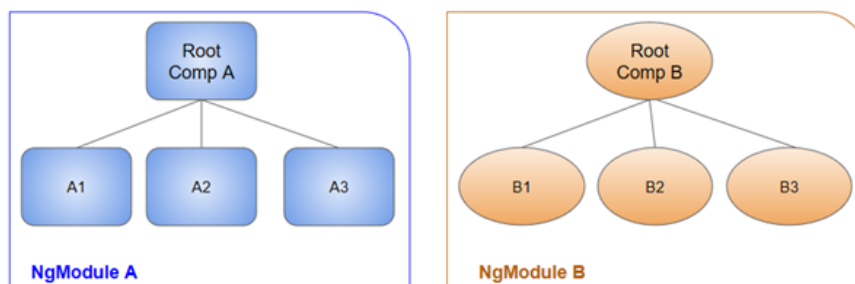 Root
Comp A
A1
A2
A3
NgModule A
Root
Comp B
B1
B2
B3
NgModule B